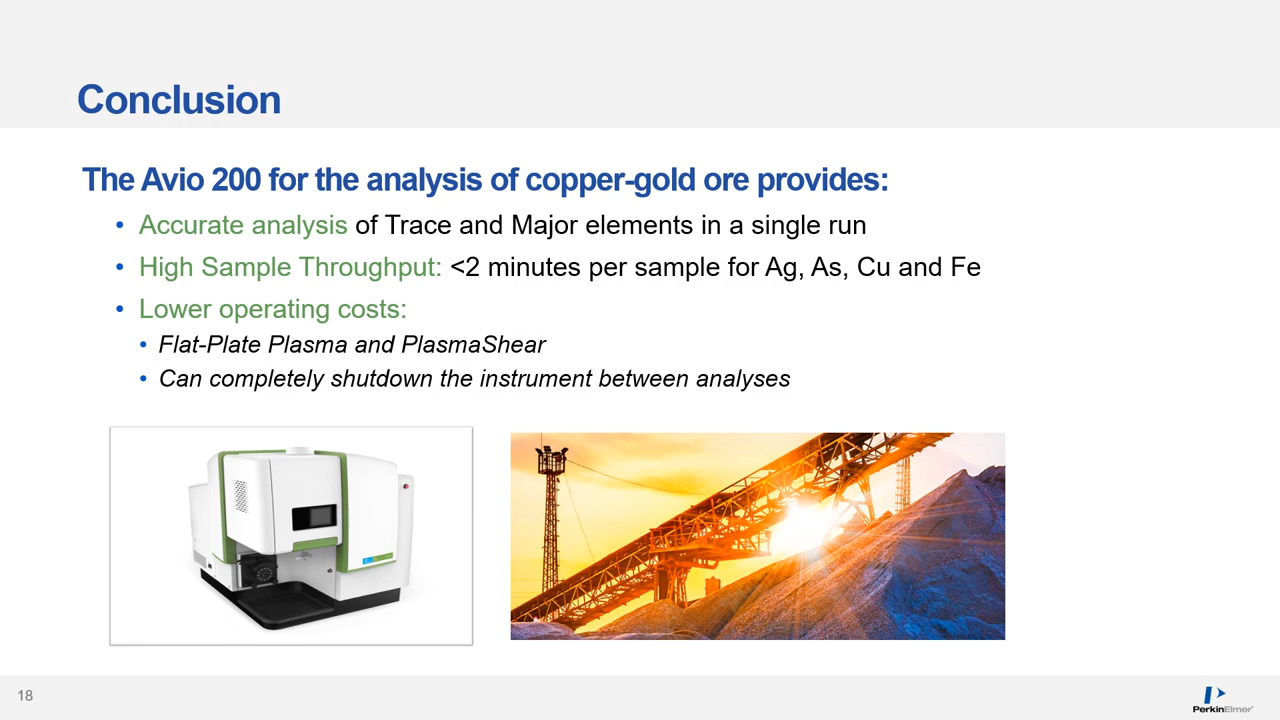 Conclusion
The Avio 200 for the analysis of copper-gold ore provides:
• Accurate analysis of Trace and Major elements in a single run
• High Sample Throughput: <2 minutes per sample for Ag, As, Cu and Fe
• Lower operating costs:
• Flat-Plate Plasma and PlasmaShear
• Can completely shutdown the instrument between analyses
18
PerkinElmer